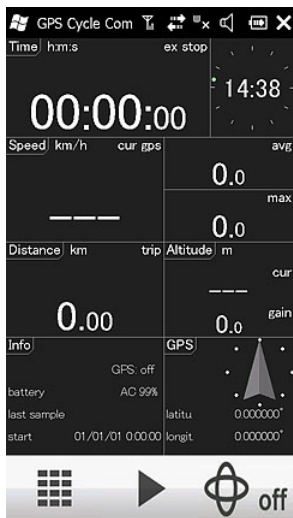 GPS Cycle Com
Time h:m:s ex stop
00:00:00
14:38
Speed km/h cur gps
---
avg
0.0
max
0.0
Distance km trip
0.00
Altitude m
cur
---
gain
0.0
Info
GPS: off
battery AC 99%
last sample
start 01/01/01 0:00:00
GPS
latitu. 0.000000°
longit. 0.000000°
off